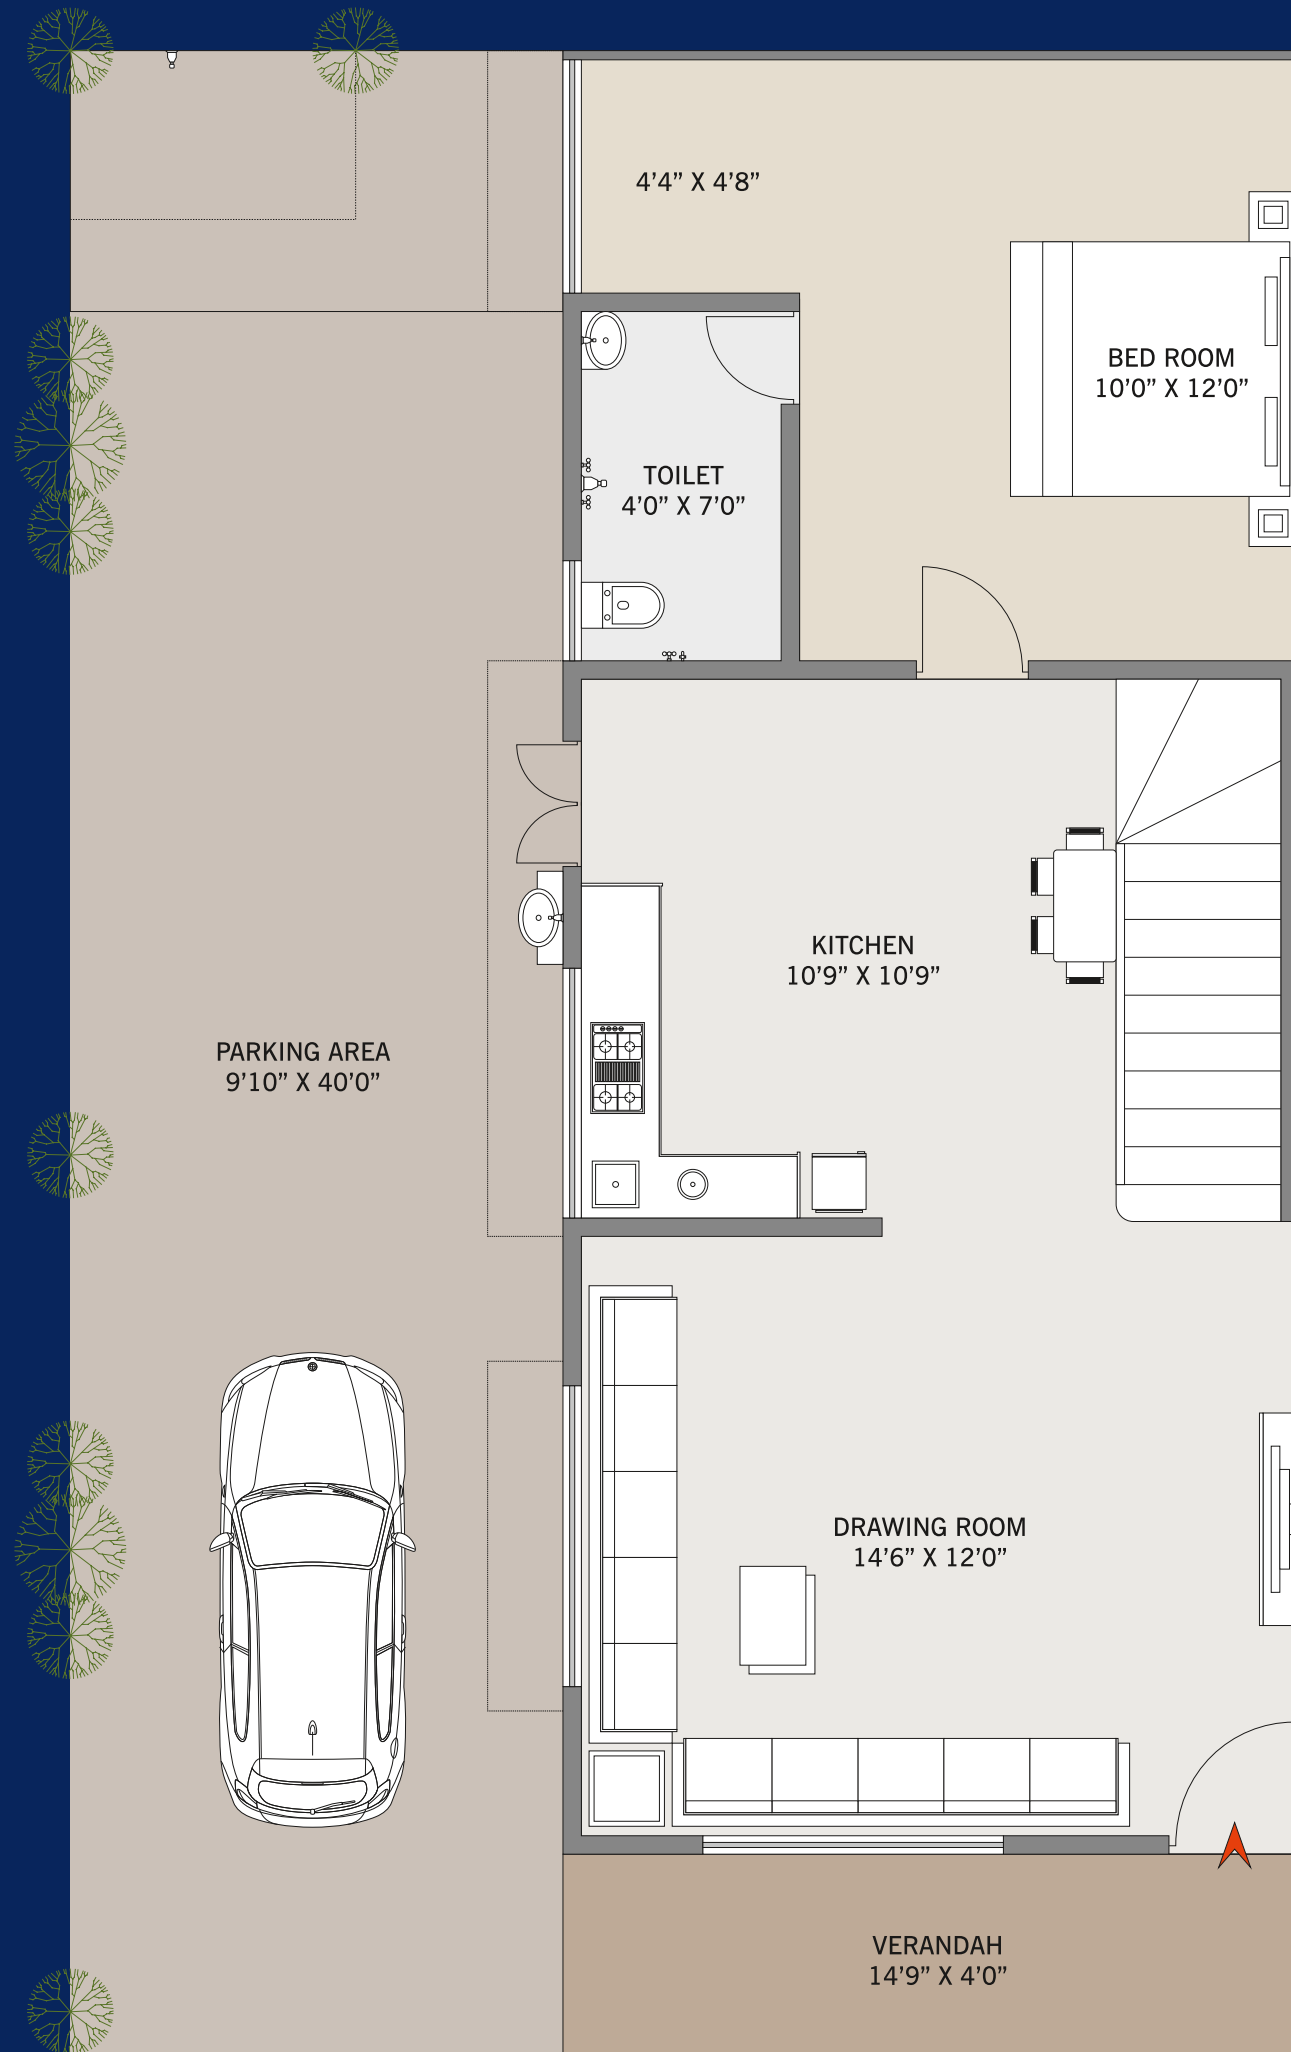 4’4” X 4’8”
BED ROOM
10’0” X 12’0”
TOILET
4’0” X 7’0”
KITCHEN
10’9” X 10’9”
PARKING AREA
9’10” X 40’0”
DRAWING ROOM
14’6” X 12’0”
VERANDAH
14’9” X 4’0”